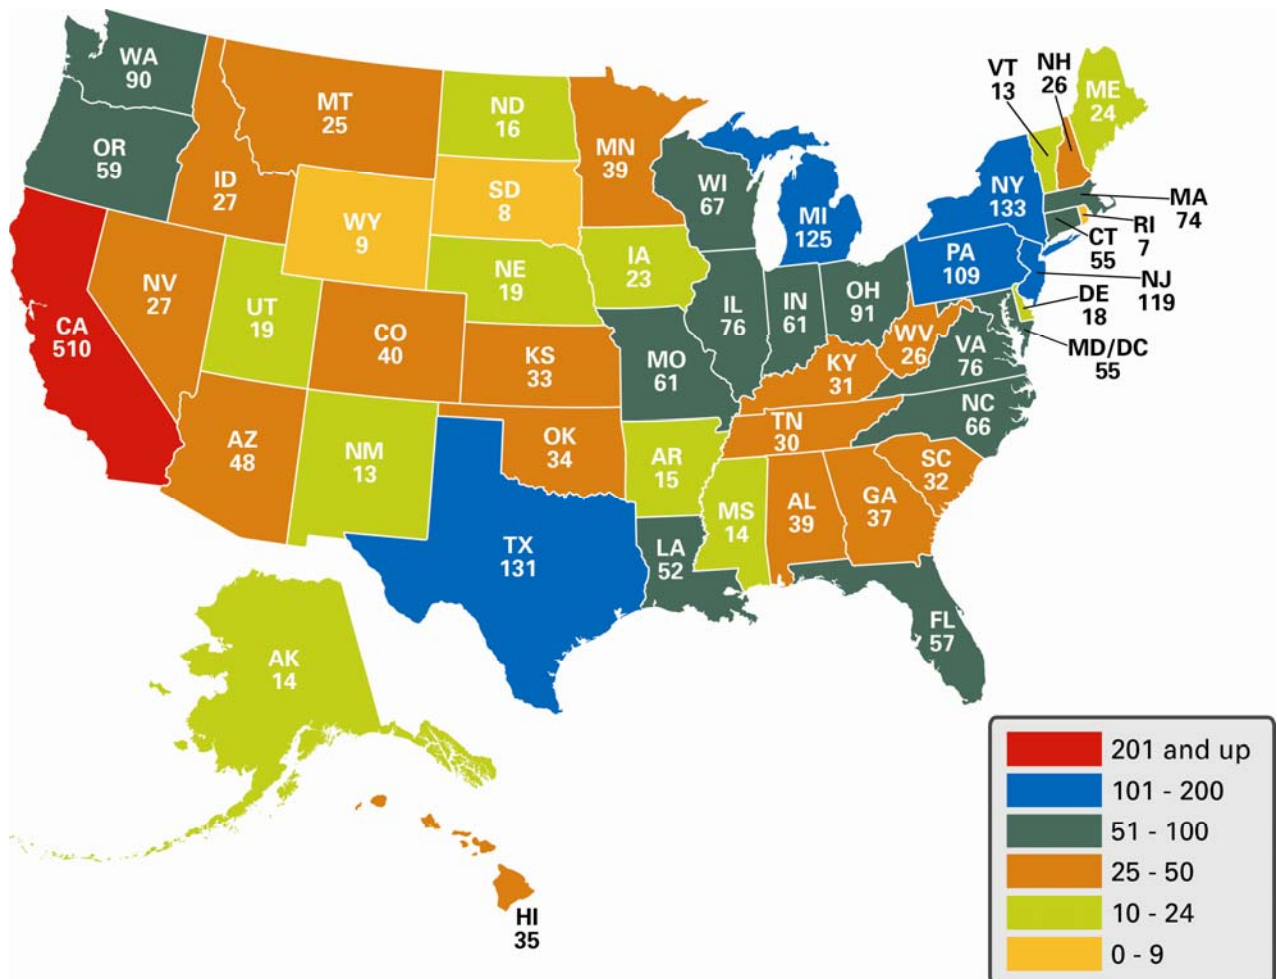 WA
90
OR
59
CA
510
NV
27
ID
27
MT
25
WY
9
UT
19
AZ
48
CO
40
NM
13
ND
16
SD
8
NE
19
KS
33
OK
34
TX
131
MN
39
IA
23
MO
61
AR
15
LA
52
WI
67
IL
76
MS
14
MI
125
IN
61
OH
91
KY
31
TN
30
AL
39
GA
37
FL
57
SC
32
NC
66
VA
76
WV
26
PA
109
NY
133
VT
13
NH
26
ME
24
MA
74
RI
7
CT
55
NJ
119
DE
18
MD/DC
55
AK
14
HI
35
201 and up
101 - 200
51 - 100
25 - 50
10 - 24
0 - 9